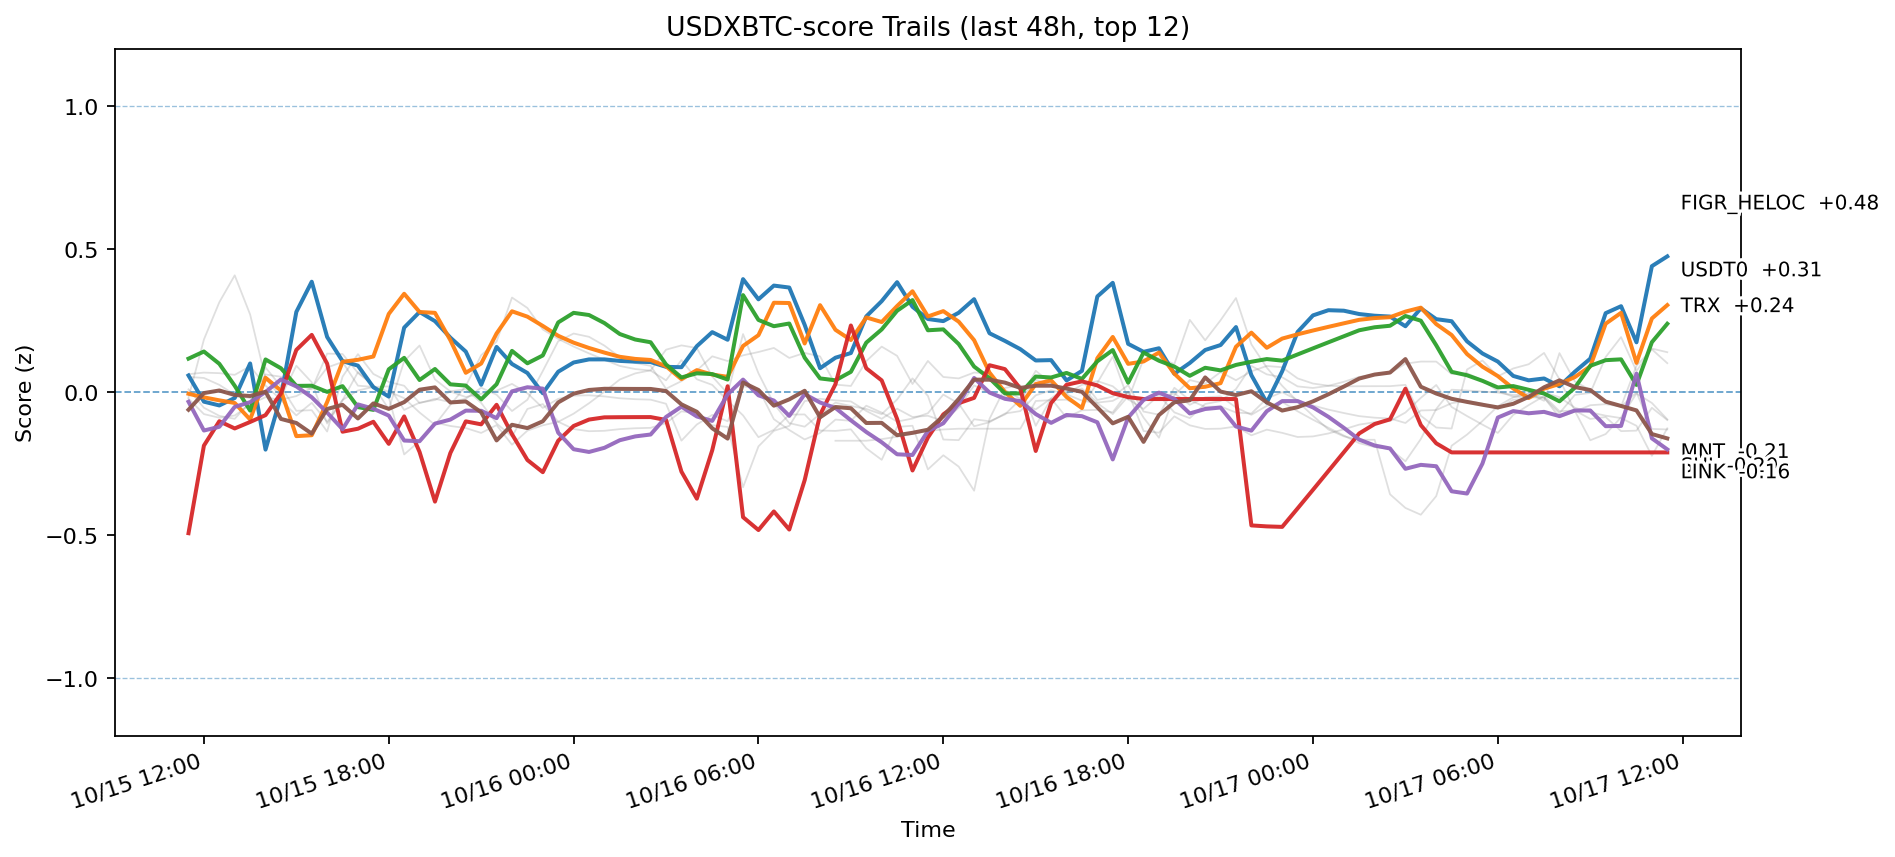 USDXBTC-score Trails (last 48h, top 12)
Score (z)
1.0
0.5
0.0
−0.5
−1.0
FIGR_HELOC +0.48
USDT0 +0.31
TRX +0.24
MNT -0.21
LINK -0.16
10/15 12:00
10/15 18:00
10/16 00:00
10/16 06:00
10/16 12:00
10/16 18:00
10/17 00:00
10/17 06:00
10/17 12:00
Time